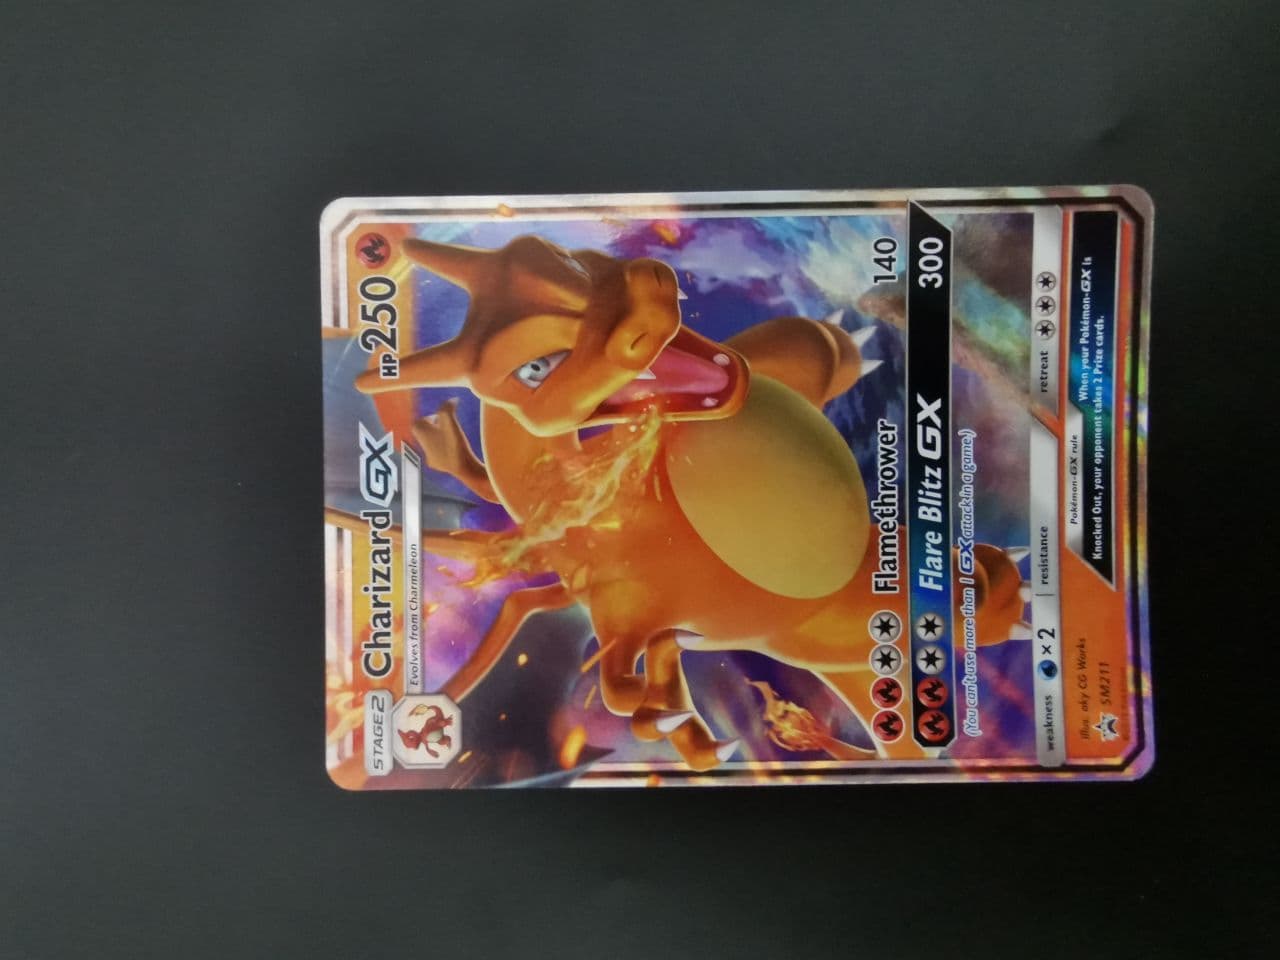 STAGE 2 Charizard GX HP 250
Evolves from Charmeleon
Flamethrower 140
Flare Blitz GX 300
(You can't use more than 1 GX attack in a game.)
weakness ×2 resistance retreat
Pokémon-GX rule
When your Pokémon-GX is
Knocked Out, your opponent takes 2 Prize cards.
Illus. aky CG Works
SM211